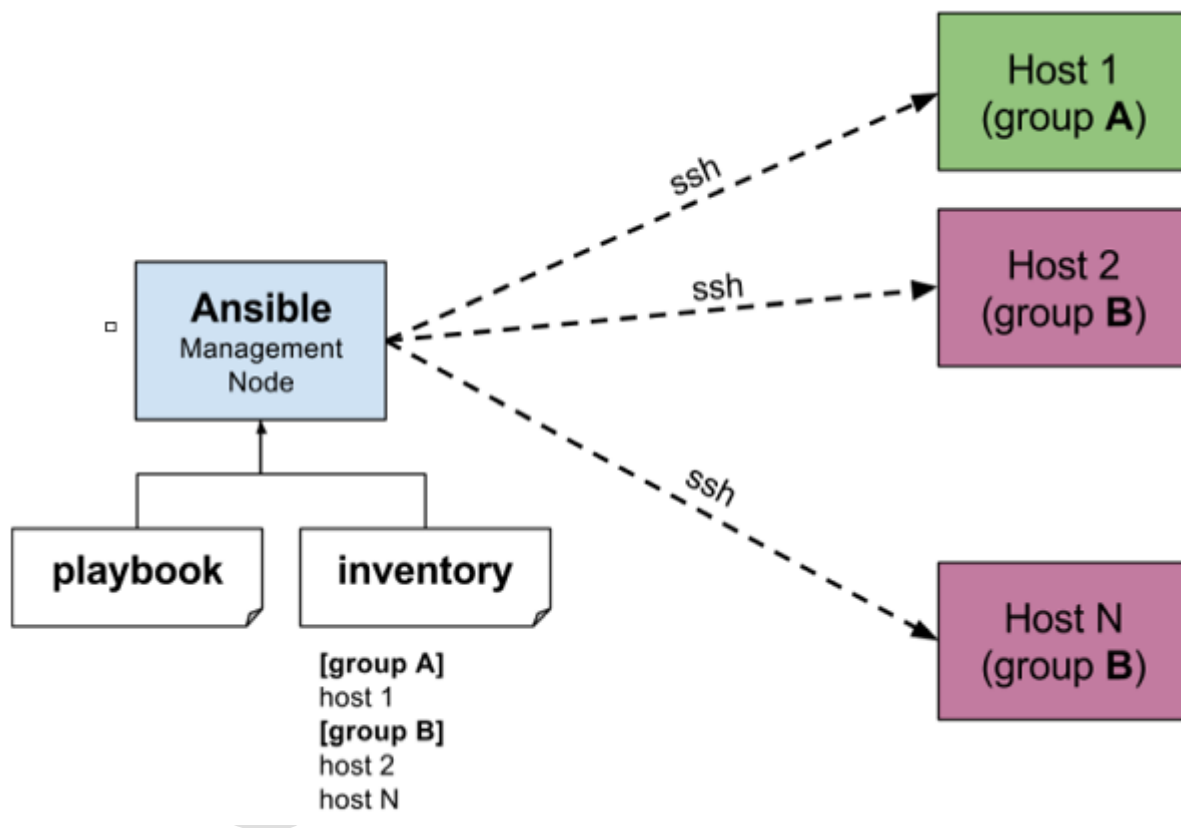 Host 1
(group A)
ssh
Host 2
(group B)
ssh
Ansible
Management
Node
ssh
playbook
inventory
Host N
(group B)
[group A]
host 1
[group B]
host 2
host N